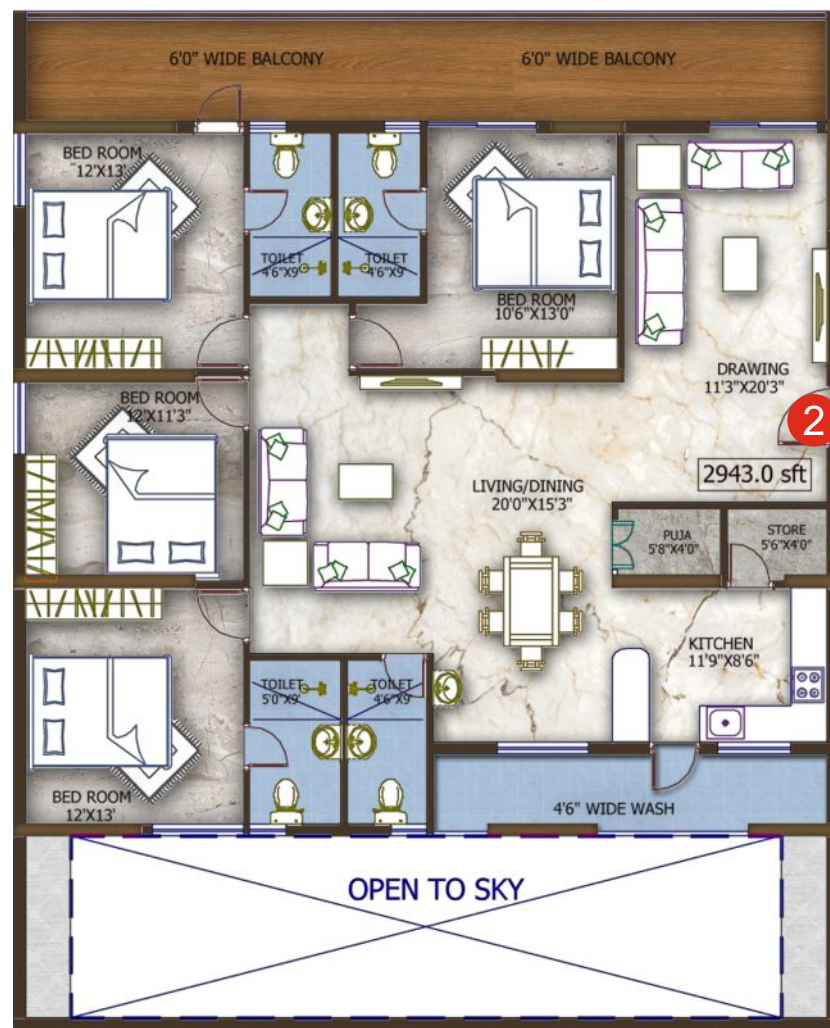 6'0" WIDE BALCONY
6'0" WIDE BALCONY
BED ROOM
12'X13'
TOILET
4'6"X9'
TOILET
4'6"X9'
BED ROOM
10'6"X13'0"
DRAWING
11'3"X20'3"
2
BED ROOM
12'X11'3"
2943.0 sft
LIVING/DINING
20'0"X15'3"
PUJA
5'8"X4'0"
STORE
5'6"X4'0"
KITCHEN
11'9"X8'6"
TOILET
5'0"X9'
TOILET
4'6"X9'
BED ROOM
12'X13'
4'6" WIDE WASH
OPEN TO SKY